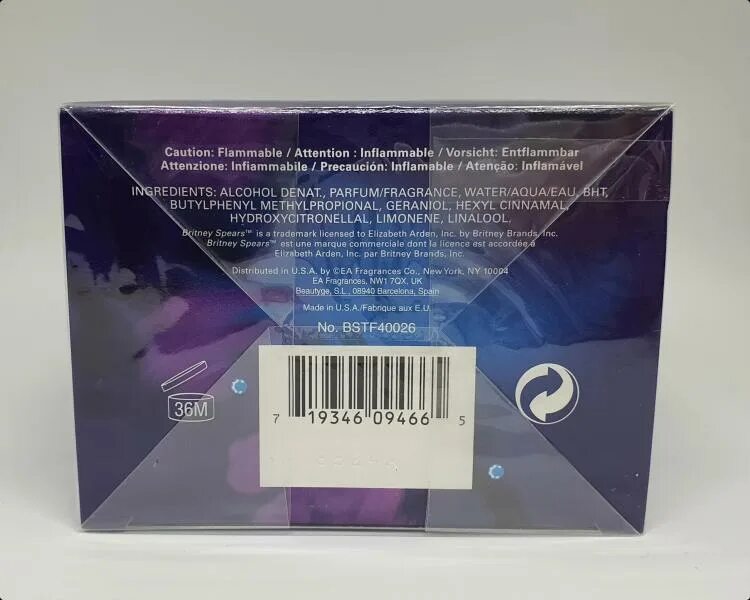 Caution: Flammable / Attention : Inflammable / Vorsicht: Entflammbar
Attenzione: Infiammabile / Precaución: Inflamable / Atenção: Inflamável
INGREDIENTS: ALCOHOL DENAT., PARFUM/FRAGRANCE, WATER/AQUA/EAU, BHT,
BUTYLPHENYL METHYLPROPIONAL, GERANIOL, HEXYL CINNAMAL,
HYDROXYCITRONELLAL, LIMONENE, LINALOOL.
Britney Spears™ is a trademark licensed to Elizabeth Arden, Inc. by Britney Brands, Inc.
Britney Spears™ est une marque commerciale dont la licence est accordée à
Elizabeth Arden, Inc. par Britney Brands, Inc.
Distributed in U.S.A. by ©EA Fragrances Co., New York, NY 10004
EA Fragrances, NW1 7QX, UK
Beautyge, S.L., 08940 Barcelona, Spain
Made in U.S.A./Fabrique aux E.U.
No. BSTF40026
36M
7 19346 09466 5